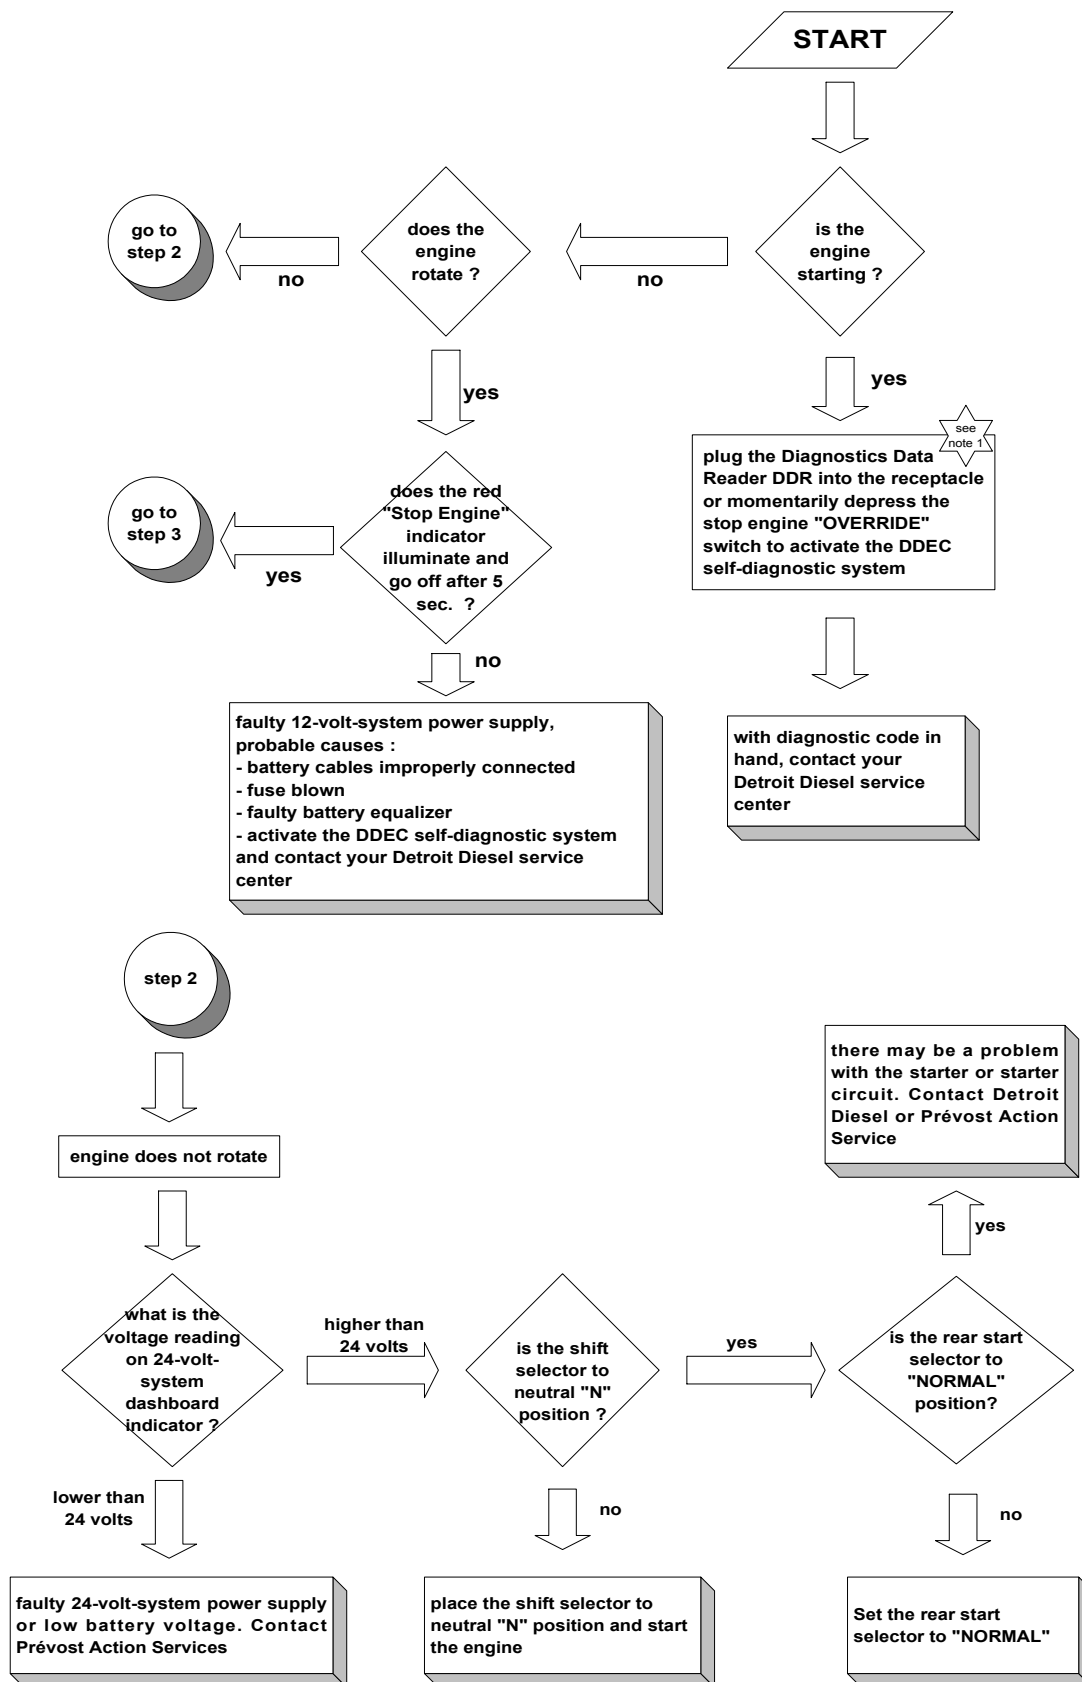 START
is the
engine
starting ?
no
does the
engine
rotate ?
no
go to
step 2
yes
yes
see
note 1
plug the Diagnostics Data
Reader DDR into the receptacle
or momentarily depress the
stop engine "OVERRIDE"
switch to activate the DDEC
self-diagnostic system
does the red
"Stop Engine"
indicator
illuminate and
go off after 5
sec. ?
yes
go to
step 3
no
faulty 12-volt-system power supply,
probable causes :
- battery cables improperly connected
- fuse blown
- faulty battery equalizer
- activate the DDEC self-diagnostic system
and contact your Detroit Diesel service
center
with diagnostic code in
hand, contact your
Detroit Diesel service
center
step 2
engine does not rotate
what is the
voltage reading
on 24-volt-
system
dashboard
indicator ?
higher than
24 volts
is the shift
selector to
neutral "N"
position ?
yes
is the rear start
selector to
"NORMAL"
position?
yes
there may be a problem
with the starter or starter
circuit. Contact Detroit
Diesel or Prévost Action
Service
lower than
24 volts
no
no
faulty 24-volt-system power supply
or low battery voltage. Contact
Prévost Action Services
place the shift selector to
neutral "N" position and start
the engine
Set the rear start
selector to "NORMAL"